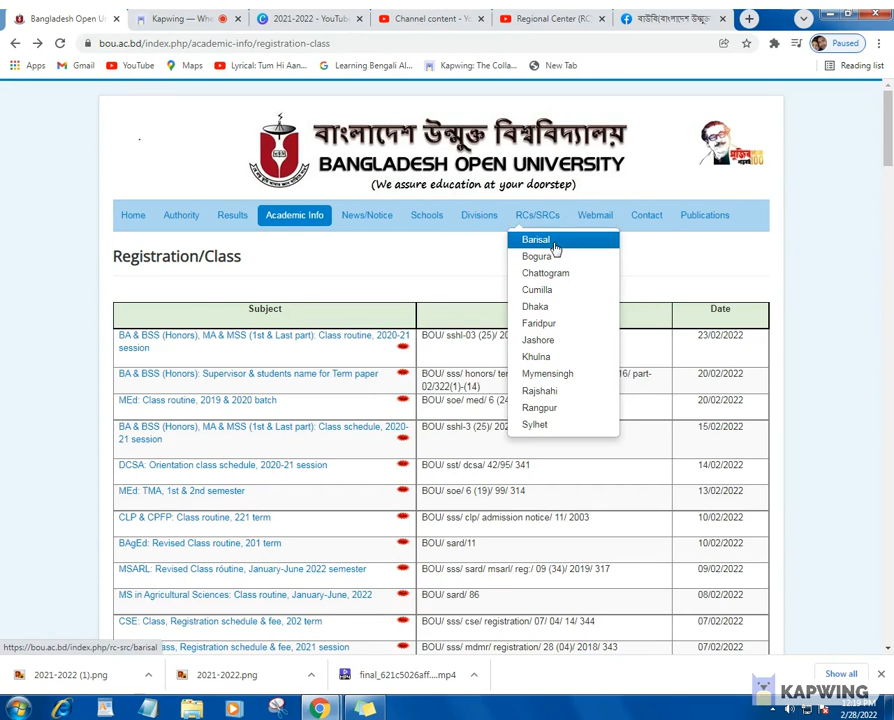 Bangladesh Open U
Kapwing — Whe
2021-2022 - YouTube
Channel content - Yo
Regional Center (RC
বাউবি(বাংলাদেশ উন্মুক্ত
bou.ac.bd/index.php/academic-info/registration-class
Paused
Apps
Gmail
YouTube
Maps
Lyrical: Tum Hi Aan...
Learning Bengali Al...
Kapwing: The Colla...
New Tab
Reading list
বাংলাদেশ উন্মুক্ত বিশ্ববিদ্যালয়
BANGLADESH OPEN UNIVERSITY
(We assure education at your doorstep)
Home Authority Results Academic Info News/Notice Schools Divisions RCs/SRCs Webmail Contact Publications
Barisal
Bogura
Chattogram
Cumilla
Dhaka
Faridpur
Jashore
Khulna
Mymensingh
Rajshahi
Rangpur
Sylhet
Registration/Class
Subject Date
BA & BSS (Honors), MA & MSS (1st & Last part): Class routine, 2020-21 BOU/ sshl-03 (25)/ 23/02/2022
session
BA & BSS (Honors): Supervisor & students name for Term paper BOU/ sss/ honors/ 16/ part- 20/02/2022
02/322(1)-(14)
MEd: Class routine, 2019 & 2020 batch BOU/ soe/ med/ 6 20/02/2022
BA & BSS (Honors), MA & MSS (1st & Last part): Class schedule, 2020- BOU/ sshl-3 (25)/ 15/02/2022
21 session
DCSA: Orientation class schedule, 2020-21 session BOU/ sst/ dcsa/ 42/95/ 341 14/02/2022
MEd: TMA, 1st & 2nd semester BOU/ soe/ 6 (19)/ 99/ 314 13/02/2022
CLP & CPFP: Class routine, 221 term BOU/ sss/ clp/ admission notice/ 11/ 2003 10/02/2022
BAgEd: Revised Class routine, 201 term BOU/ sard/11 10/02/2022
MSARL: Revised Class róutine, January-June 2022 semester BOU/ sss/ sard/ msarl/ reg:/ 09 (34)/ 2019/ 317 09/02/2022
MS in Agricultural Sciences: Class routine, January-June, 2022 BOU/ sard/ 86 08/02/2022
CSE: Class, Registration schedule & fee, 202 term BOU/ sss/ cse/ registration/ 07/ 04/ 14/ 344 07/02/2022
ass, Registration schedule & fee, 2021 session BOU/ sss/ mdmr/ registration/ 28 (04)/ 2018/ 343 07/02/2022
https://bou.ac.bd/index.php/rc-src/barisal
2021-2022 (1).png
2021-2022.png
final_621c5026aff....mp4
Show all
KAPWING
12:19 PM
2/28/2022